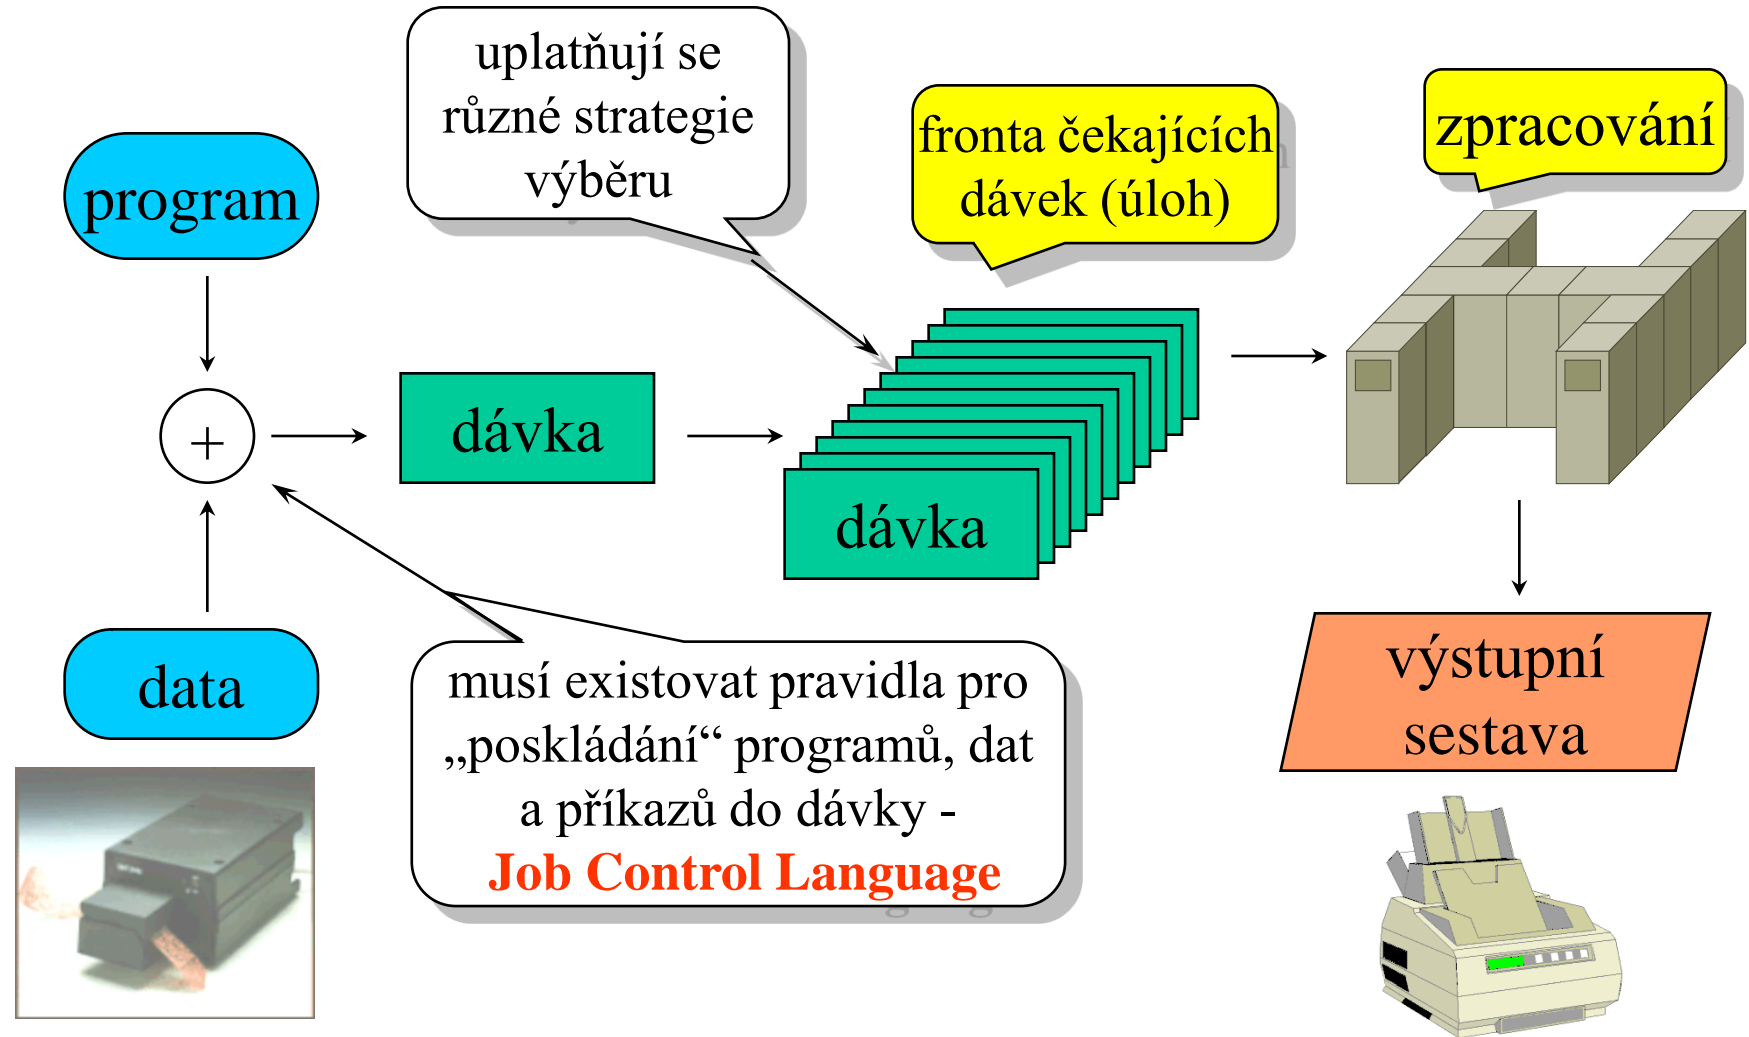 uplatňují se
různé strategie
výběru
fronta čekajících
dávek (úloh)
zpracování
program
+
dávka
dávka
data
musí existovat pravidla pro
„poskládání“ programů, dat
a příkazů do dávky -
Job Control Language
výstupní
sestava